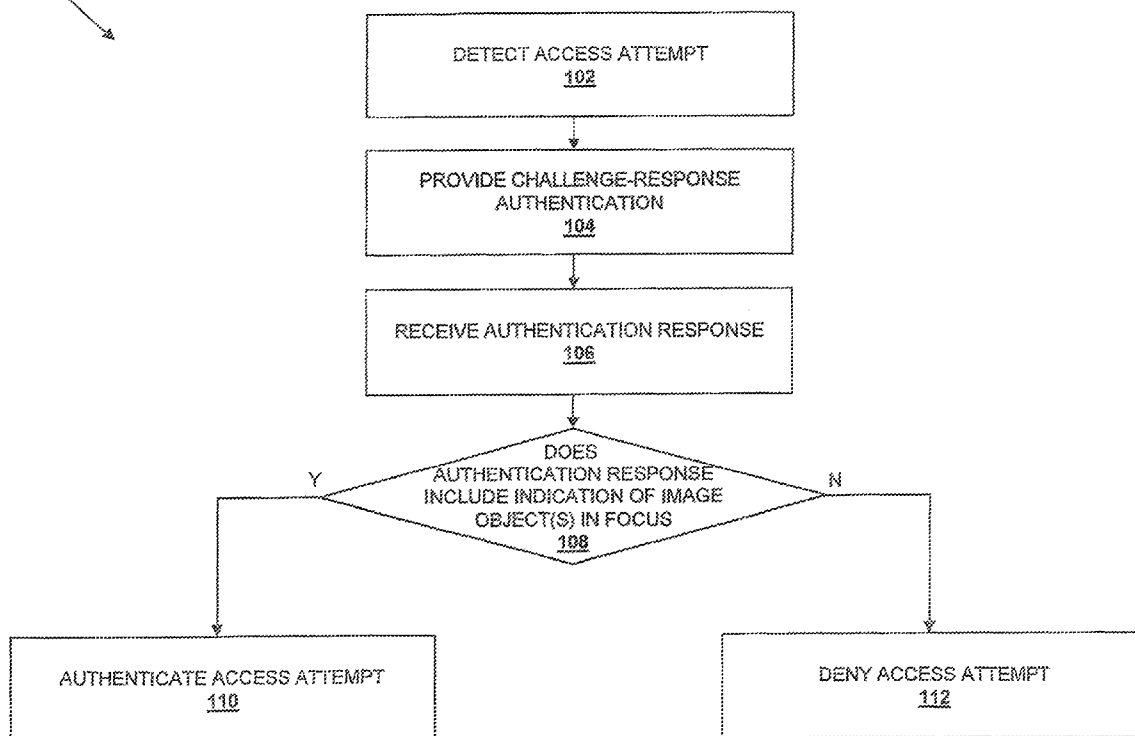 DETECT ACCESS ATTEMPT
102
PROVIDE CHALLENGE-RESPONSE
AUTHENTICATION
104
RECEIVE AUTHENTICATION RESPONSE
106
DOES
AUTHENTICATION RESPONSE
INCLUDE INDICATION OF IMAGE
OBJECT(S) IN FOCUS
108
Y
N
AUTHENTICATE ACCESS ATTEMPT
110
DENY ACCESS ATTEMPT
112